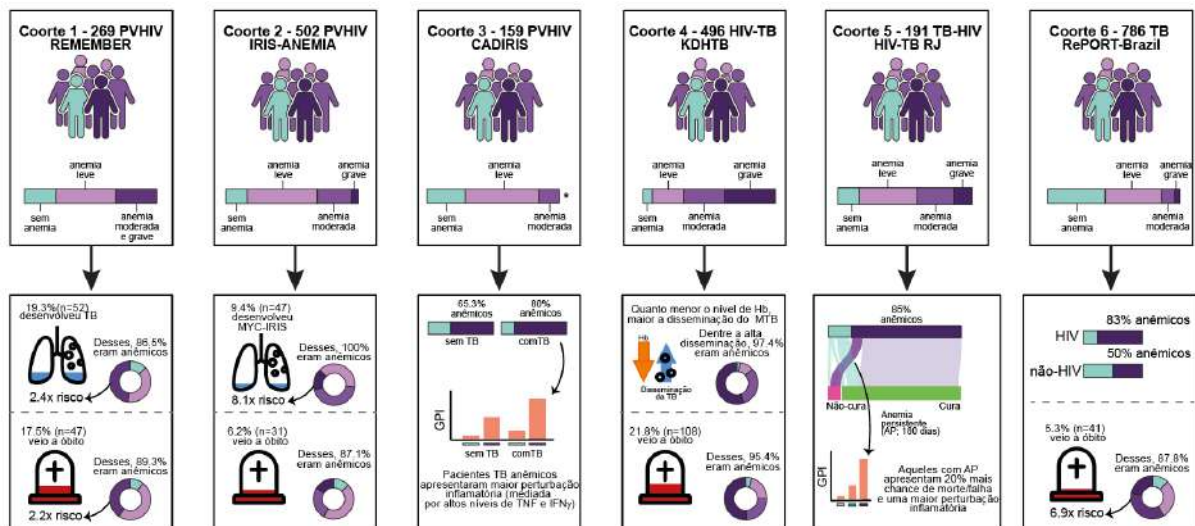 Coorte 1 - 269 PVHIV
REMEMBER
anemia
leve
sem
anemia
anemia
moderada
e grave
19.3%(n=52)
desenvolveu TB
Desses, 86,5%
eram anêmicos
2.4x risco
17.5% (n=47)
veio a óbito
Desses, 89,3%
eram anêmicos
2.2x risco
Coorte 2 - 502 PVHIV
IRIS-ANEMIA
anemia
leve
anemia
grave
sem
anemia
anemia
moderada
9.4% (n=47)
desenvolveu
MYC-IRIS
Desses, 100%
eram anêmicos
8.1x risco
6.2% (n=31)
veio a óbito
Desses, 87,1%
eram anêmicos
Coorte 3 - 159 PVHIV
CADIRIS
anemia
leve
*
sem
anemia
anemia
moderada
65.3%
anêmicos
80%
anêmicos
sem TB
comTB
GPI
sem TB
comTB
Pacientes TB anêmicos
apresentaram maior perturbação
inflamatória (mediada
por altos níveis de TNF e IFNγ)
Coorte 4 - 496 HIV-TB
KDHTB
anemia
leve
anemia
grave
sem
anemia
anemia
moderada
Quanto menor o nível de Hb,
maior a disseminação do MTB
Hb
Dentre a alta
disseminação, 97.4%
eram anêmicos
Disseminação
da TB
21.8% (n=108)
veio a óbito
Desses, 95.4%
eram anêmicos
Coorte 5 - 191 TB-HIV
HIV-TB RJ
anemia
leve
anemia
grave
sem
anemia
anemia
moderada
85%
anêmicos
Não-cura
Cura
Anemia
persistente
(AP; 180 dias)
GPI
Aqueles com AP
apresentam 20% mais
chance de morte/falha
e uma maior perturbação
inflamatória
Coorte 6 - 786 TB
RePORT-Brazil
anemia
leve
anemia
grave
sem
anemia
anemia
moderada
83% anêmicos
HIV
50% anêmicos
não-HIV
5.3% (n=41)
veio a óbito
Desses, 87,8%
eram anêmicos
6.9x risco